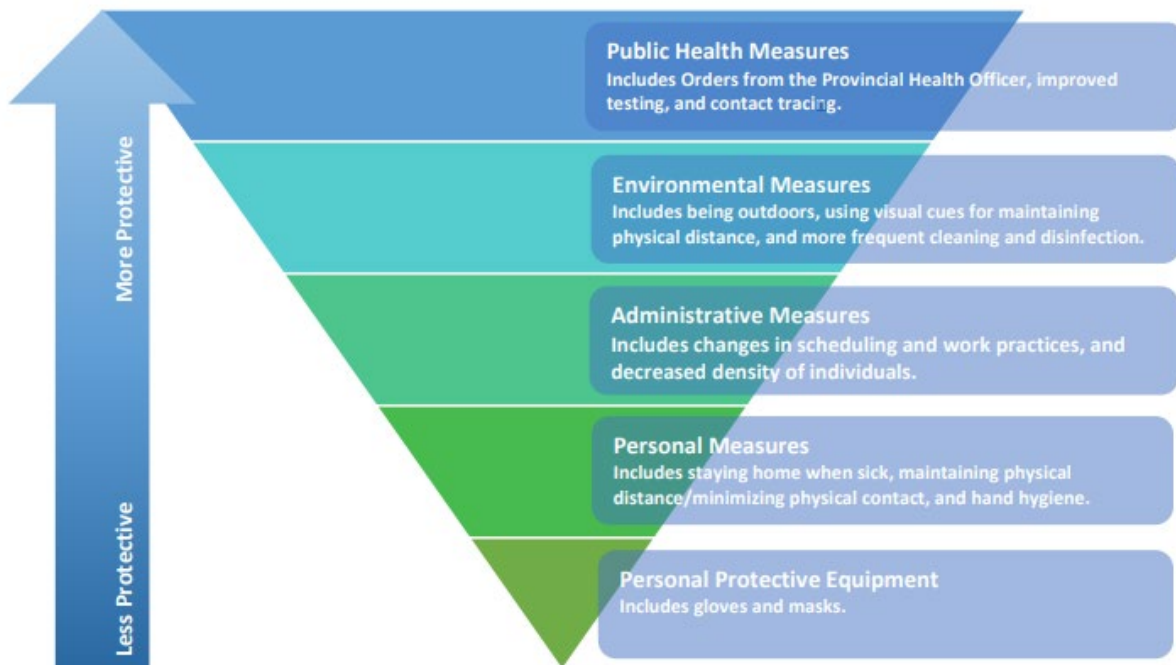 More Protective
Less Protective
Public Health Measures
Includes Orders from the Provincial Health Officer, improved
testing, and contact tracing.
Environmental Measures
Includes being outdoors, using visual cues for maintaining
physical distance, and more frequent cleaning and disinfection.
Administrative Measures
Includes changes in scheduling and work practices, and
decreased density of individuals.
Personal Measures
Includes staying home when sick, maintaining physical
distance/minimizing physical contact, and hand hygiene.
Personal Protective Equipment
Includes gloves and masks.